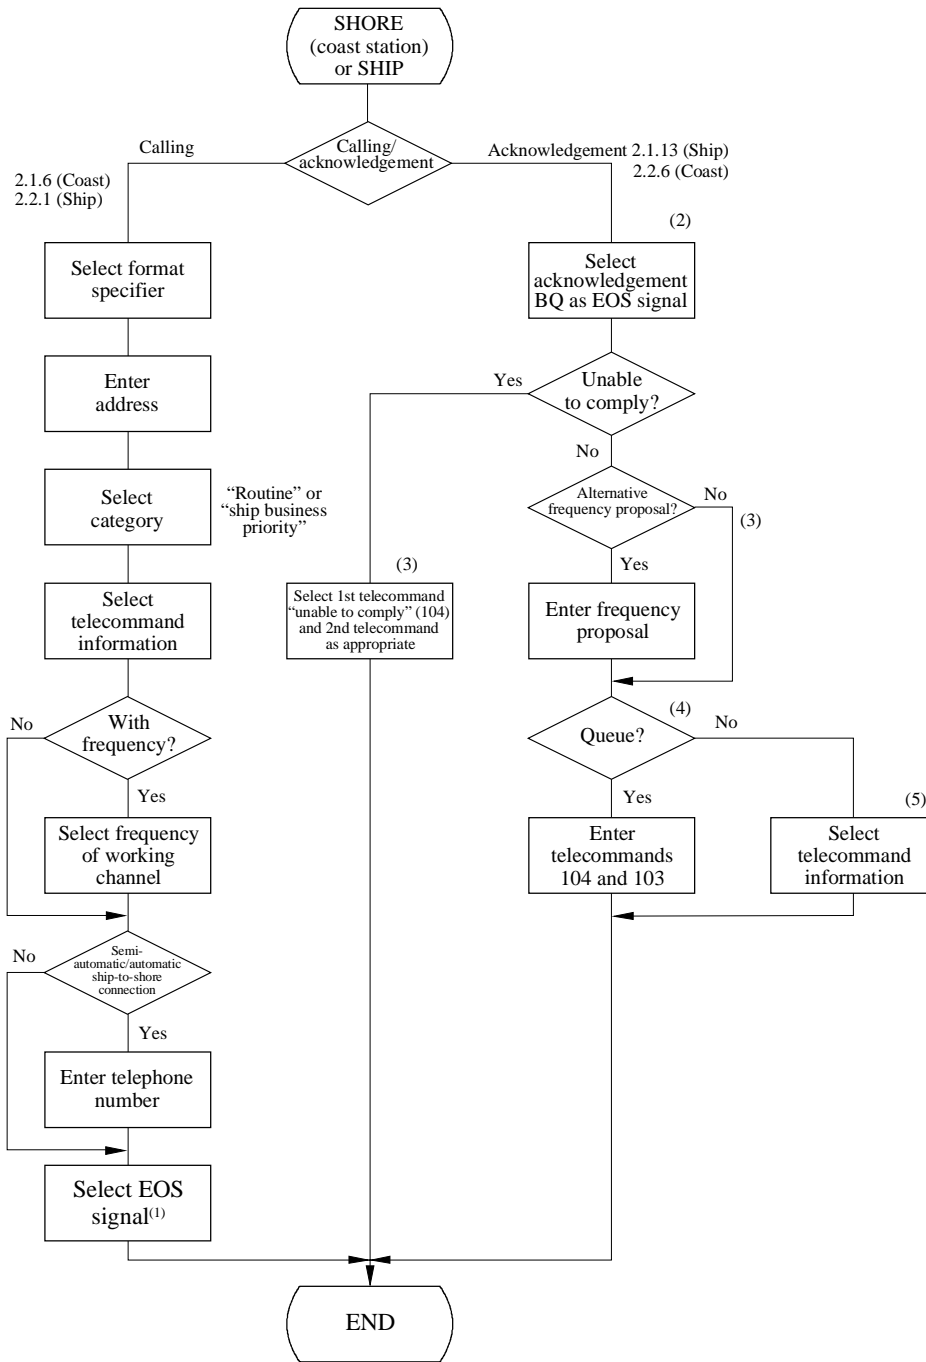 SHORE
(coast station)
or SHIP
Calling
Calling/
acknowledgement
Acknowledgement 2.1.13 (Ship)
2.2.6 (Coast)
2.1.6 (Coast)
2.2.1 (Ship)
(2)
Select format
specifier
Select
acknowledgement
BQ as EOS signal
Enter
address
Yes
Unable
to comply?
No
Select
category
“Routine” or
“ship business
priority”
Alternative
frequency proposal?
No
(3)
Yes
(3)
Select
telecommand
information
Select 1st telecommand
“unable to comply” (104)
and 2nd telecommand
as appropriate
Enter frequency
proposal
No
With
frequency?
Yes
(4)
Queue?
No
Yes
(5)
Select frequency
of working
channel
Enter
telecommands
104 and 103
Select
telecommand
information
No
Semi-
automatic/automatic
ship-to-shore
connection
Yes
Enter telephone
number
Select EOS
signal(1)
END